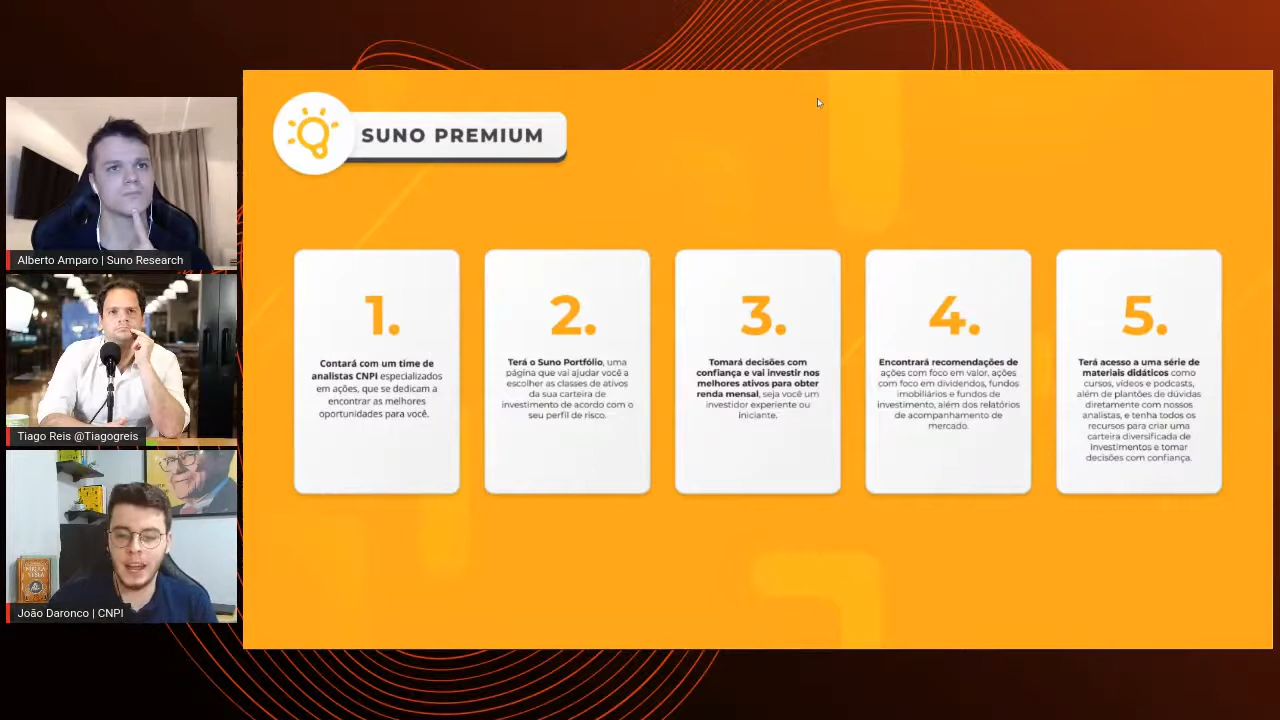 SUNO PREMIUM
1.
Contará com um time de
analistas CNPI especializados
em ações, que se dedicam a
encontrar as melhores
oportunidades para você.
2.
Terá o Suno Portfólio, uma
página que vai ajudar você a
escolher as classes de ativos
da sua carteira de
investimento de acordo com o
seu perfil de risco.
3.
Tomará decisões com
confiança e vai investir nos
melhores ativos para obter
renda mensal, seja você um
investidor experiente ou
iniciante.
4.
Encontrará recomendações de
ações com foco em valor, ações
com foco em dividendos, fundos
imobiliários e fundos de
investimento, além dos relatórios
de acompanhamento de
mercado.
5.
Terá acesso a uma série de
materiais didáticos como
cursos, vídeos e podcasts,
além de plantões de dúvidas
diretamente com nossos
analistas, e tenha todos os
recursos para criar uma
carteira diversificada de
investimentos e tomar
decisões com confiança.
Alberto Amparo | Suno Research
Tiago Reis @Tiagogreis
João Daronco | CNPI